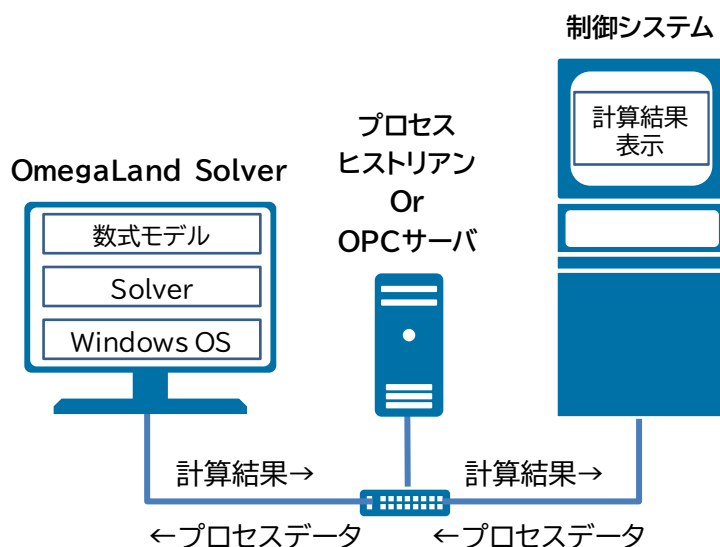 制御システム
計算結果
表示
プロセス
ヒストリアン
Or
OPCサーバ
OmegaLand Solver
数式モデル
Solver
Windows OS
計算結果→
計算結果→
←プロセスデータ
←プロセスデータ